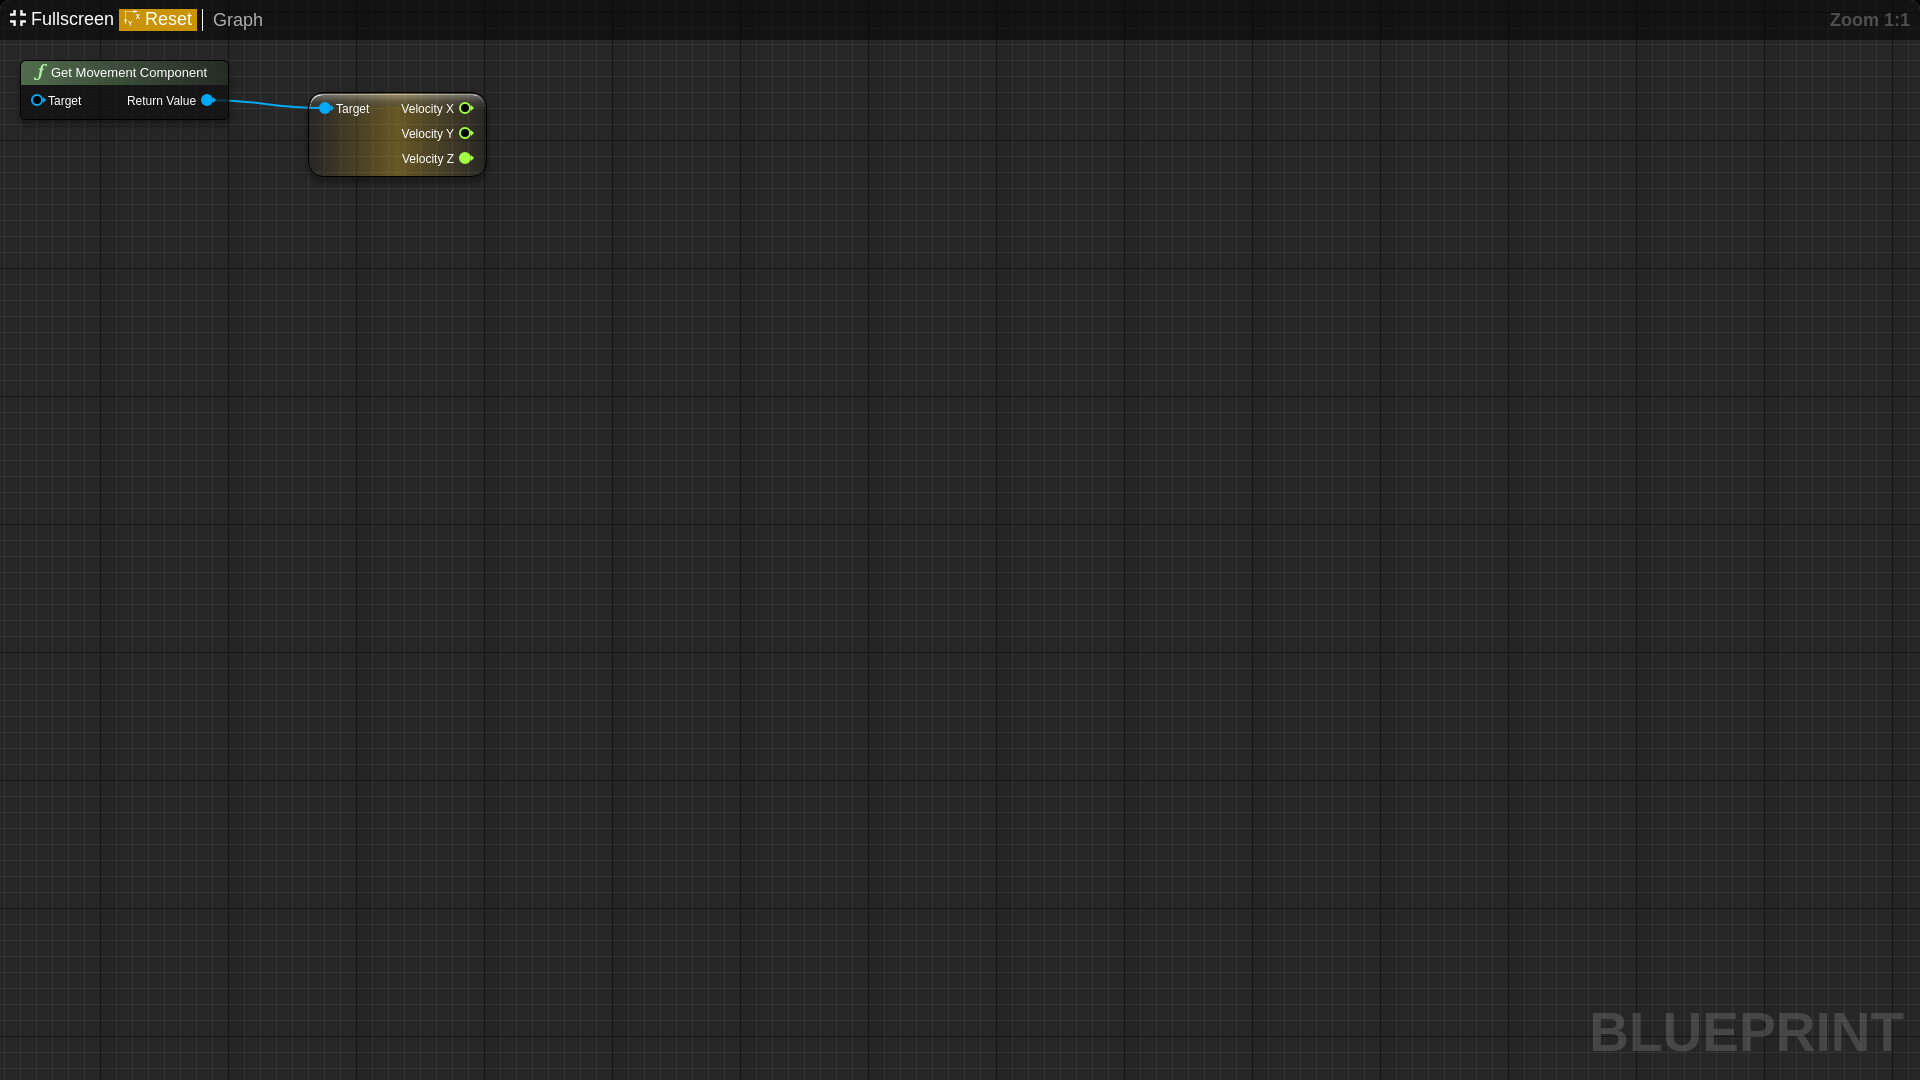 Fullscreen Reset Graph Zoom 1:1
f Get Movement Component
Target Return Value
Target Velocity X
Velocity Y
Velocity Z
BLUEPRINT